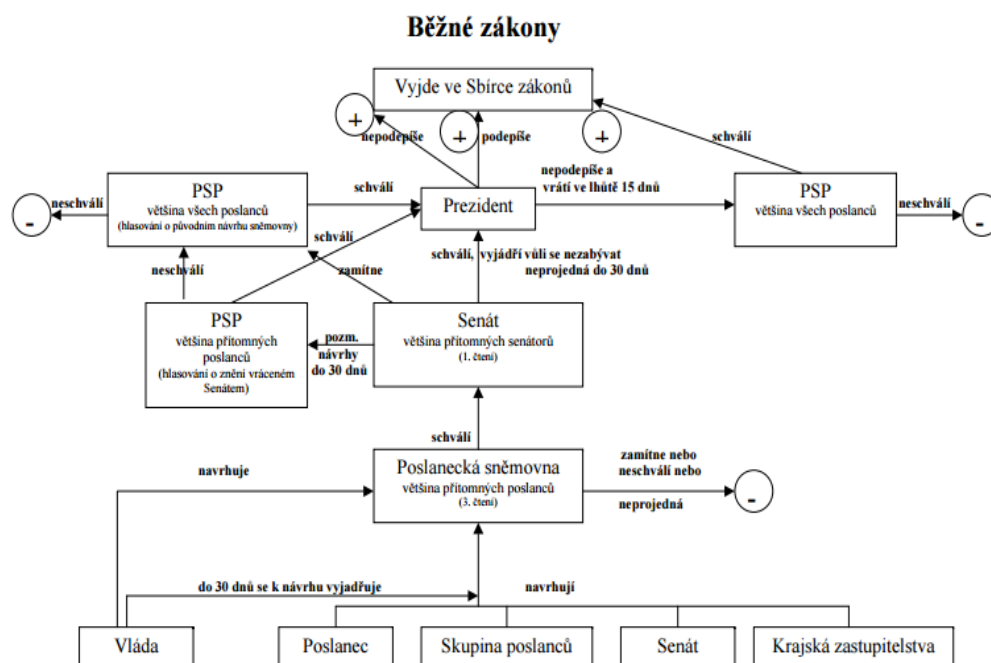 Běžné zákony
Vyjde ve Sbírce zákonů
+
+
+
nepodepíše
podepíše
schválí
nepodepíše a
vrátí ve lhůtě 15 dnů
neschválí
-
PSP
většina všech poslanců
(hlasování o původním návrhu sněmovny)
schválí
Prezident
PSP
většina všech poslanců
neschválí
-
schválí
neschválí
zamítne
schválí, vyjádří vůli se nezabývat
neprojedná do 30 dnů
PSP
většina přítomných
poslanců
(hlasování o znění vráceném
Senátem)
pozm.
návrhy
do 30 dnů
Senát
většina přítomných senátorů
(1. čtení)
schválí
navrhuje
Poslanecká sněmovna
většina přítomných poslanců
(3. čtení)
zamítne nebo
neschválí nebo
neprojedná
-
do 30 dnů se k návrhu vyjadřuje
navrhují
Vláda
Poslanec
Skupina poslanců
Senát
Krajská zastupitelstva